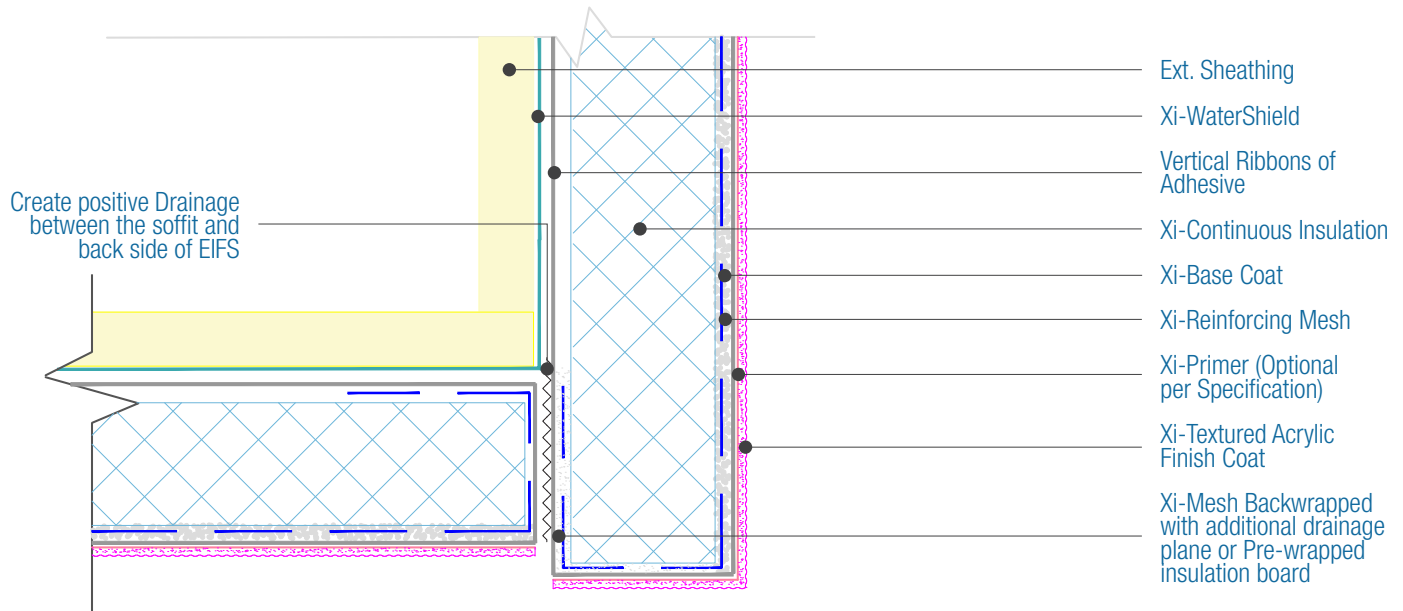 Create positive Drainage
between the soffit and
back side of EIFS
Ext. Sheathing
Xi-WaterShield
Vertical Ribbons of
Adhesive
Xi-Continuous Insulation
Xi-Base Coat
Xi-Reinforcing Mesh
Xi-Primer (Optional
per Specification)
Xi-Textured Acrylic
Finish Coat
Xi-Mesh Backwrapped
with additional drainage
plane or Pre-wrapped
insulation board